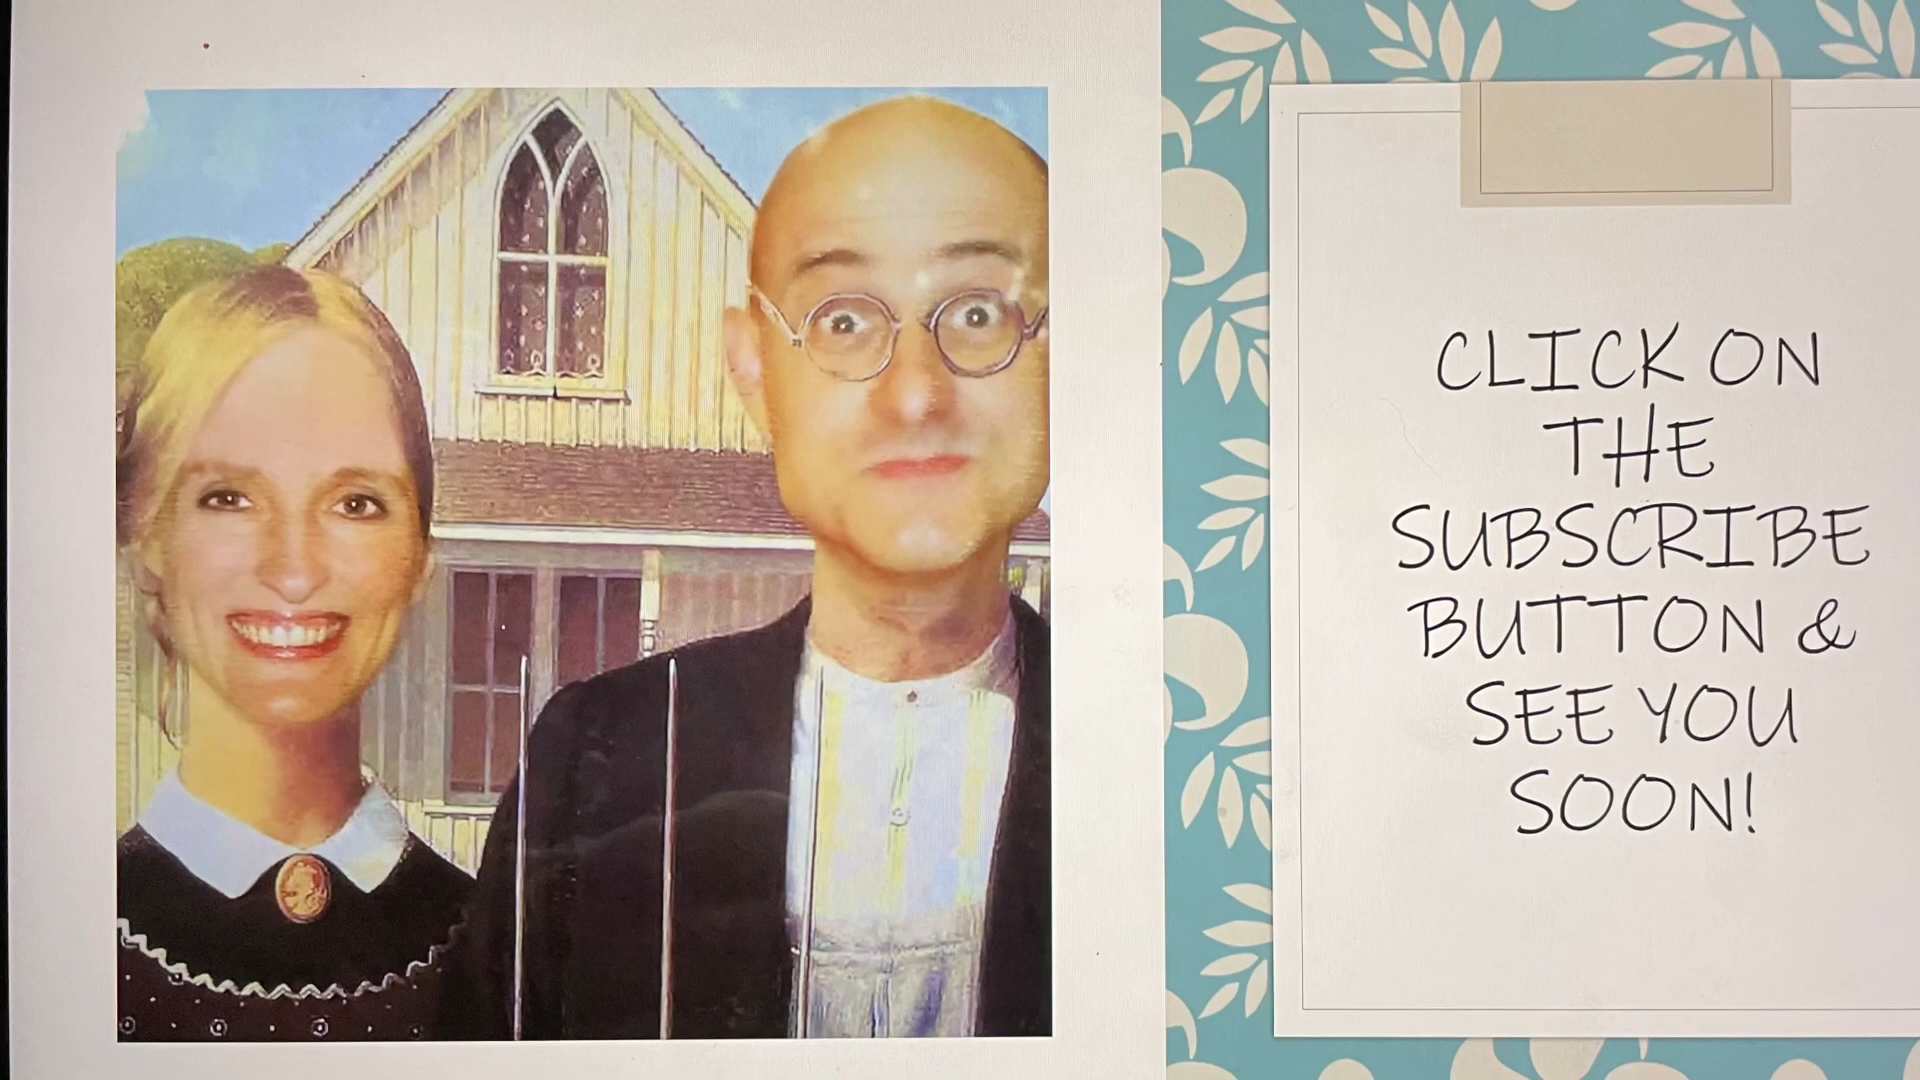 CLICK ON
THE
SUBSCRIBE
BUTTON &
SEE YOU
SOON!